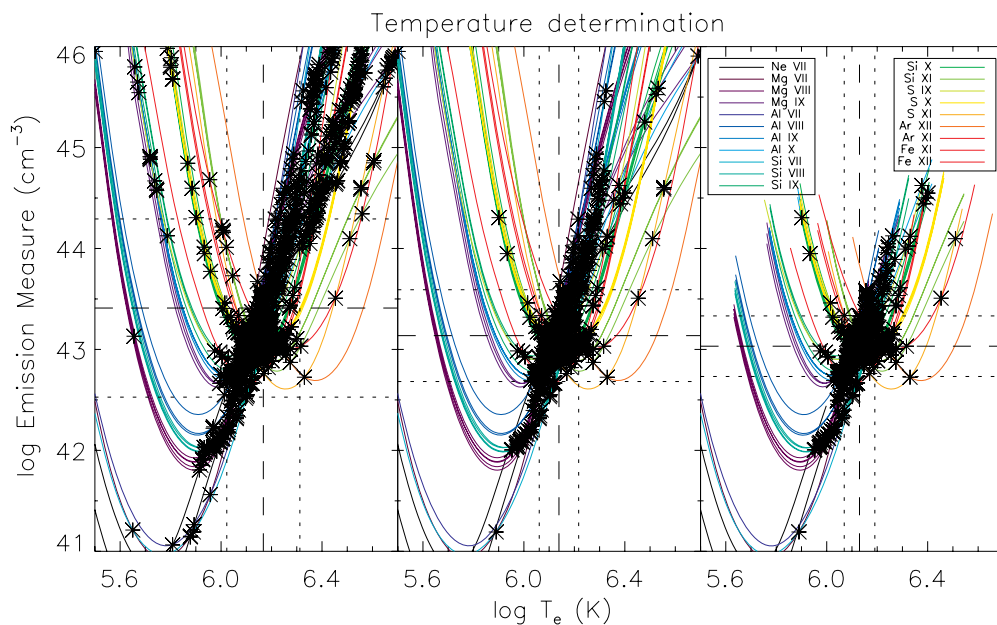 Temperature determination
log Emission Measure (cm⁻³)
46
45
44
43
42
41
5.6 6.0 6.4
5.6 6.0 6.4
5.6 6.0 6.4
log Tₑ (K)
Ne VII
Mg VII
Mg VIII
Mg IX
Al VII
Al VIII
Al IX
Al X
Si VII
Si VIII
Si IX
Si X
Si XI
S IX
S X
S XI
Ar XII
Ar XI
Fe XI
Fe XII